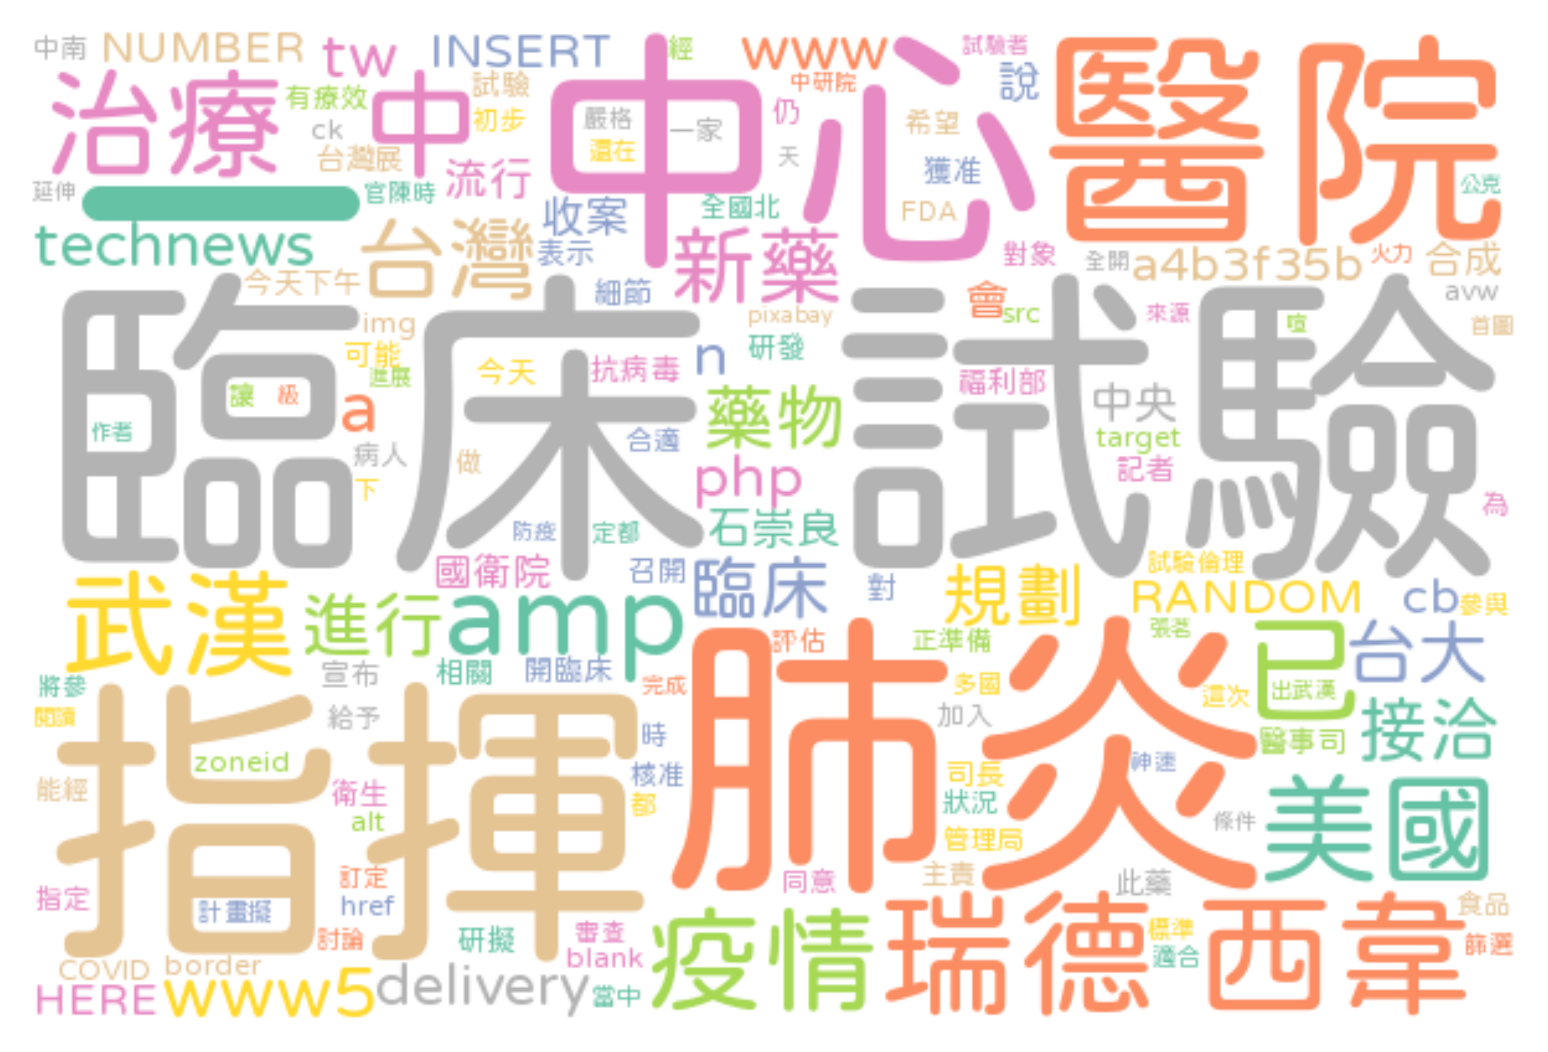 中南 NUMBER tw INSERT 經 www 試驗者
治療 有療效 中 試驗 中心 中研院 說 醫院
ck 初步 嚴格 一家 仍 希望
台灣展 還在 天 獲准
延伸 一 官陳時 流行 收案 全國北 FDA 公克
technews 台灣 表示 新藥 對象 全開 a4b3f35b 火力 合成
今天下午 細節 avw
臨床試驗 img pixabay 會 src 來源 喧 首圖
可能 進展 今天 抗病毒 n 研發 福利部
讓 級 a 藥物 中央
作者 病人 做 合適 target
下 php 記者 為
防疫 定都 石崇良
國衛院 召開 臨床 對 試驗倫理
武漢 進行 amp 規劃 RANDOM cb 參與
宣布 相關 開臨床 評估 正準備 張茗 已 台大
將參 完成 肺炎 多國 這次 出武漢
閱讀 指揮 給予 時 加入 醫事司 接洽
zoneid 核准 司長 神速
能經 衛生 都 狀況 條件 美國
alt 管理局
指定 訂定 同意 主責 此藥 食品
計畫擬 href
討論 研擬 審查 疫情 瑞德西韋 標準 篩選
COVID border blank 適合
HERE www5 delivery 當中